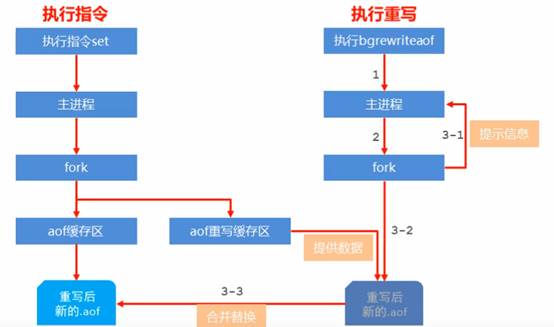 执行指令
执行重写
执行指令set
执行bgrewriteaof
1
主进程
主进程
2
3-1
提示信息
fork
fork
aof缓存区
aof重写缓存区
3-2
提供数据
重写后
新的.aof
3-3
合并替换
重写后
新的.aof